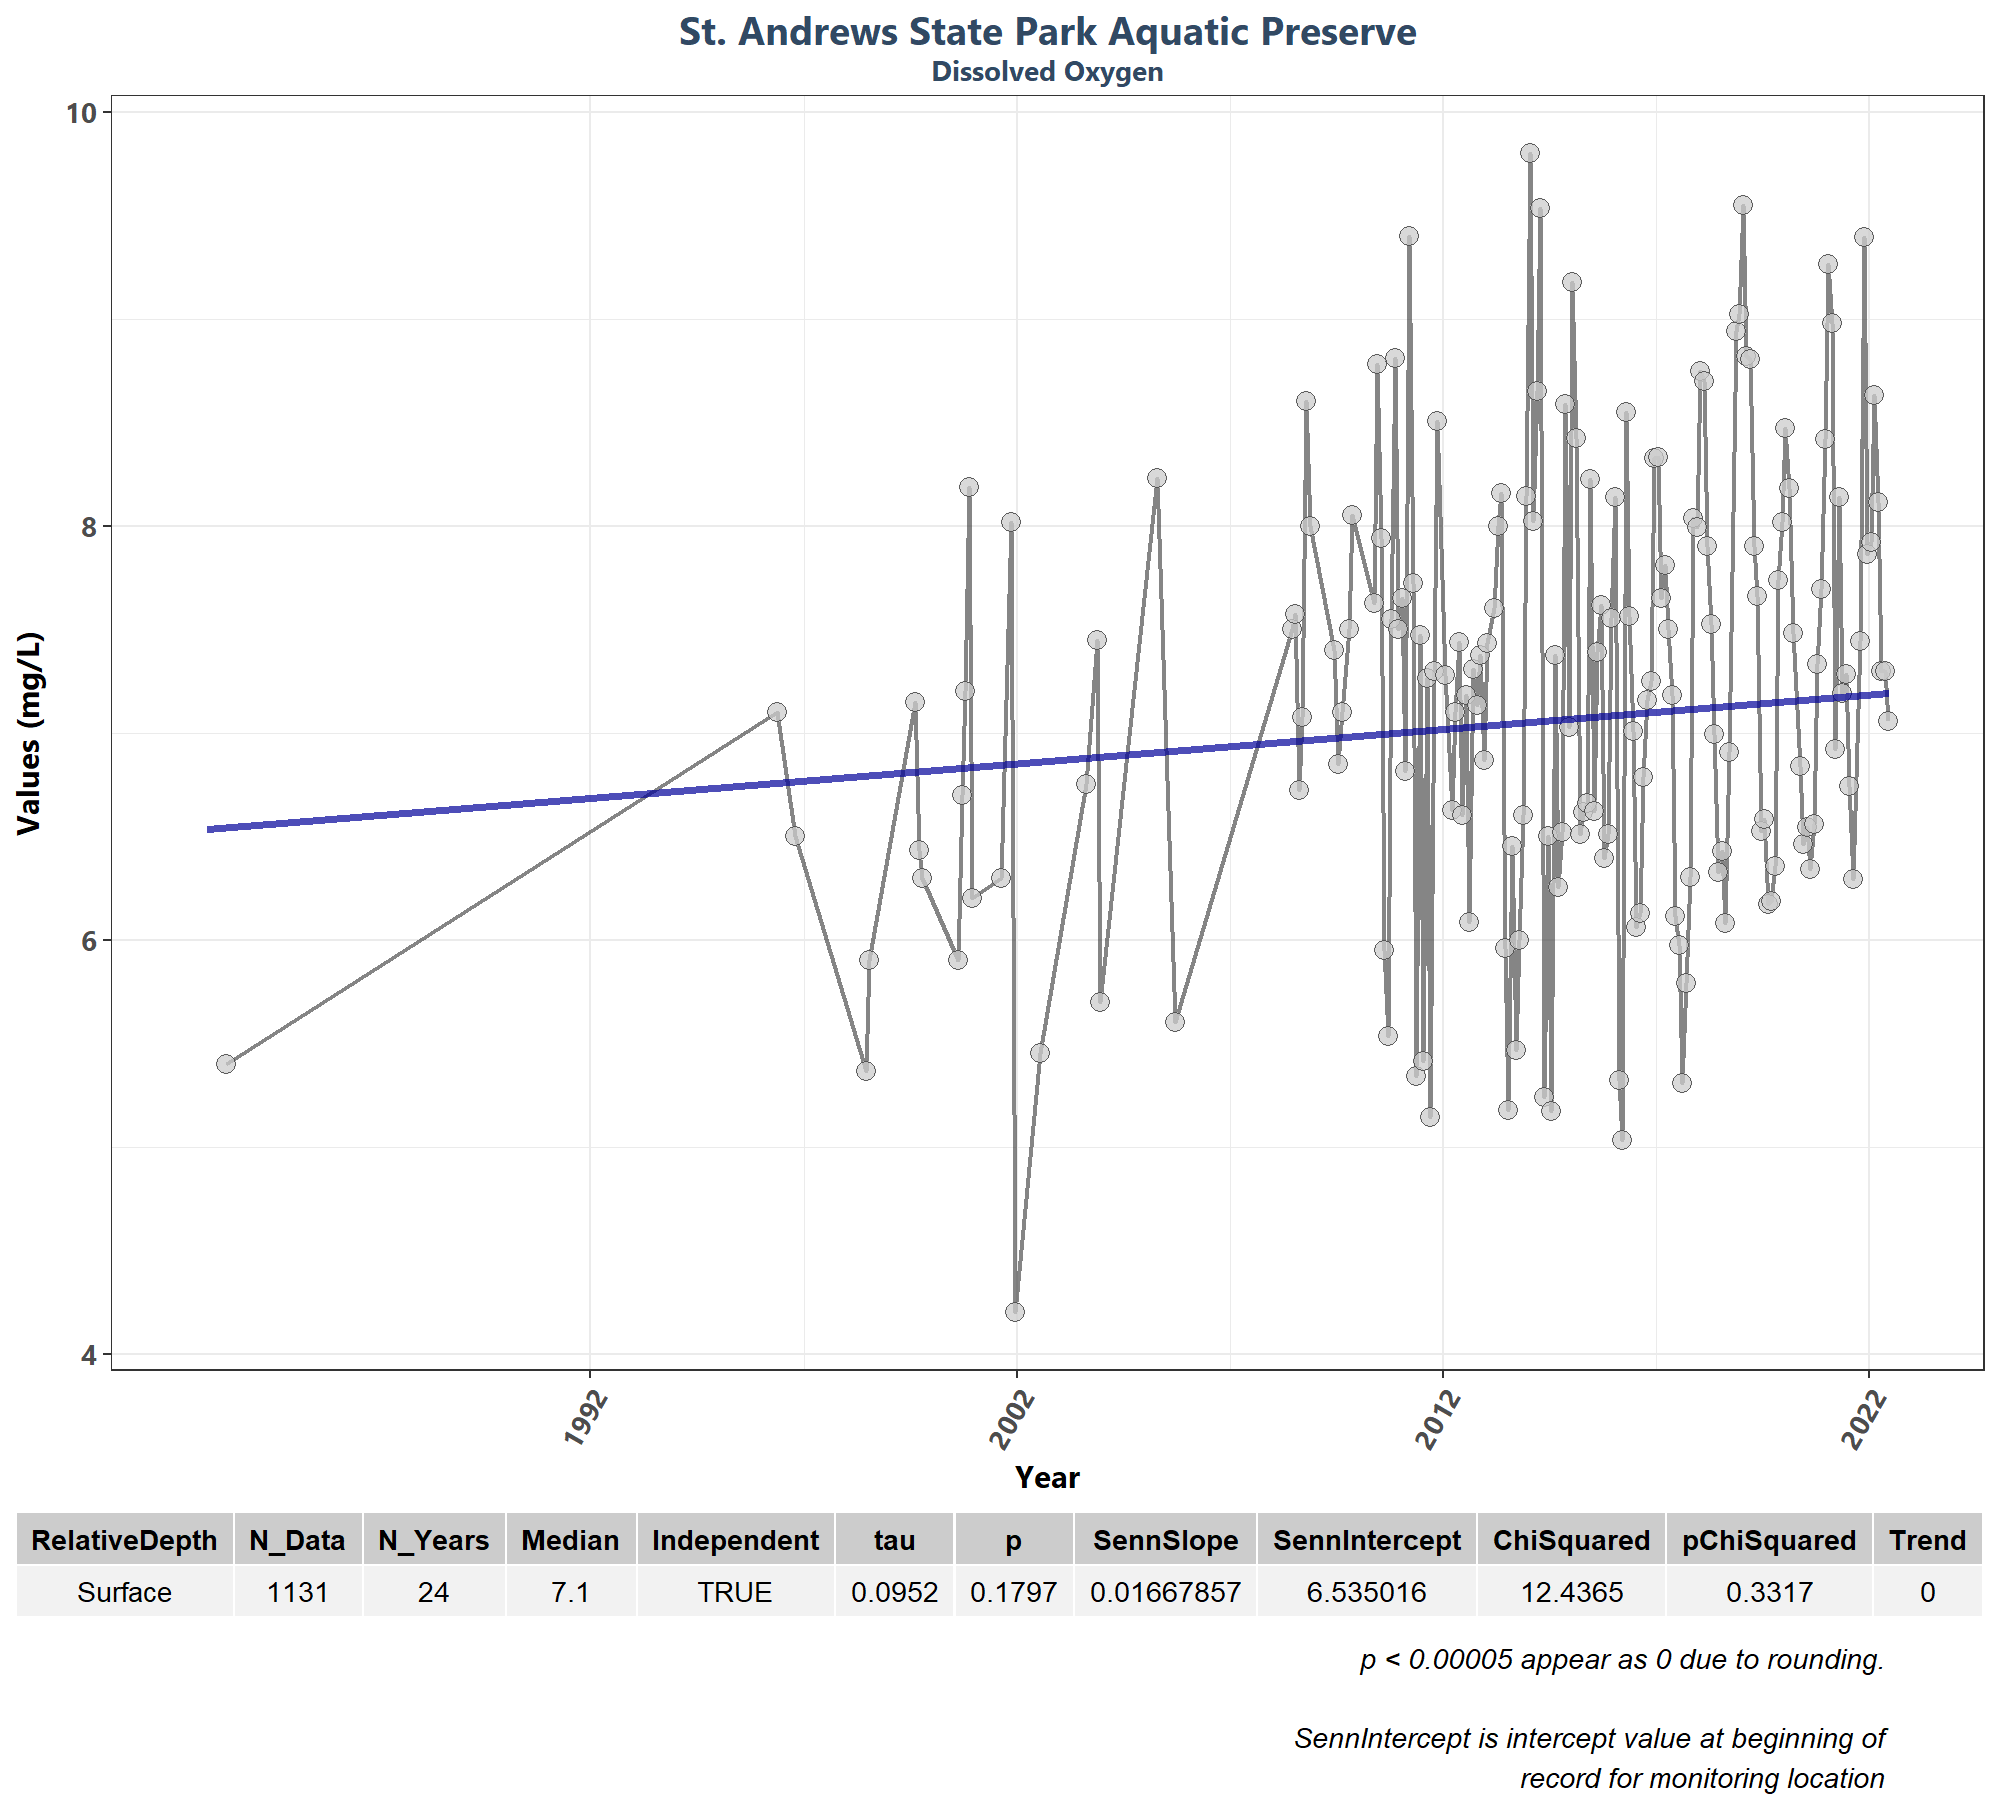 St. Andrews State Park Aquatic Preserve
Dissolved Oxygen
10
8
6
4
Values (mg/L)
1992
2002
2012
2022
Year
RelativeDepth N_Data N_Years Median Independent tau p SennSlope SennIntercept ChiSquared pChiSquared Trend
Surface 1131 24 7.1 TRUE 0.0952 0.1797 0.01667857 6.535016 12.4365 0.3317 0
p < 0.00005 appear as 0 due to rounding.
SennIntercept is intercept value at beginning of
record for monitoring location